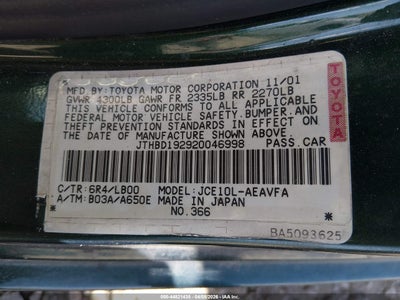 MFD BY: TOYOTA MOTOR CORPORATION 11/01
GVWR 4300LB GAWR FR 2335LB RR 2270LB
THIS VEHICLE CONFORMS TO ALL APPLICABLE
FEDERAL MOTOR VEHICLE SAFETY, BUMPER, AND
THEFT PREVENTION STANDARDS IN EFFECT ON
THE DATE OF MANUFACTURE SHOWN ABOVE.
JTHBD192920046998 PASS.CAR
TOYOTA
C/TR: 6R4/LB00 MODEL: JCE10L-AEAVFA
A/TM: B03A/A650E MADE IN JAPAN
NO.366
BA5093625